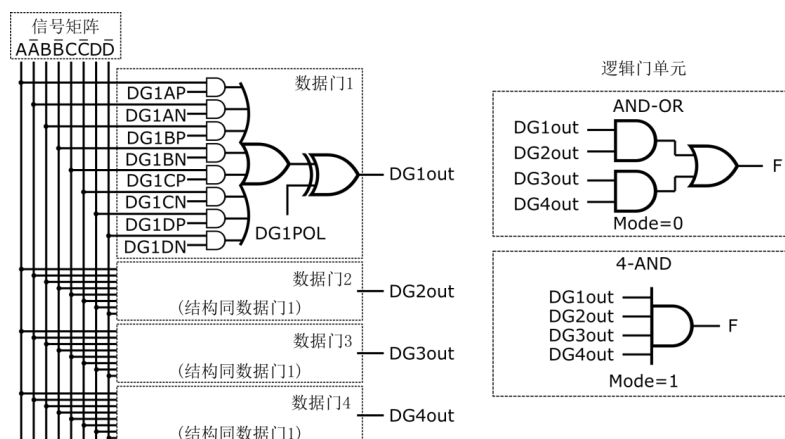 信号矩阵
AA̅BB̅CC̅DD̅
数据门1
DG1AP
DG1AN
DG1BP
DG1BN
DG1CP
DG1CN
DG1DP
DG1DN
DG1POL
DG1out
数据门2
(结构同数据门1)
DG2out
数据门3
(结构同数据门1)
DG3out
数据门4
(结构同数据门1)
DG4out
逻辑门单元
AND-OR
DG1out
DG2out
DG3out
DG4out
F
Mode=0
4-AND
DG1out
DG2out
DG3out
DG4out
F
Mode=1